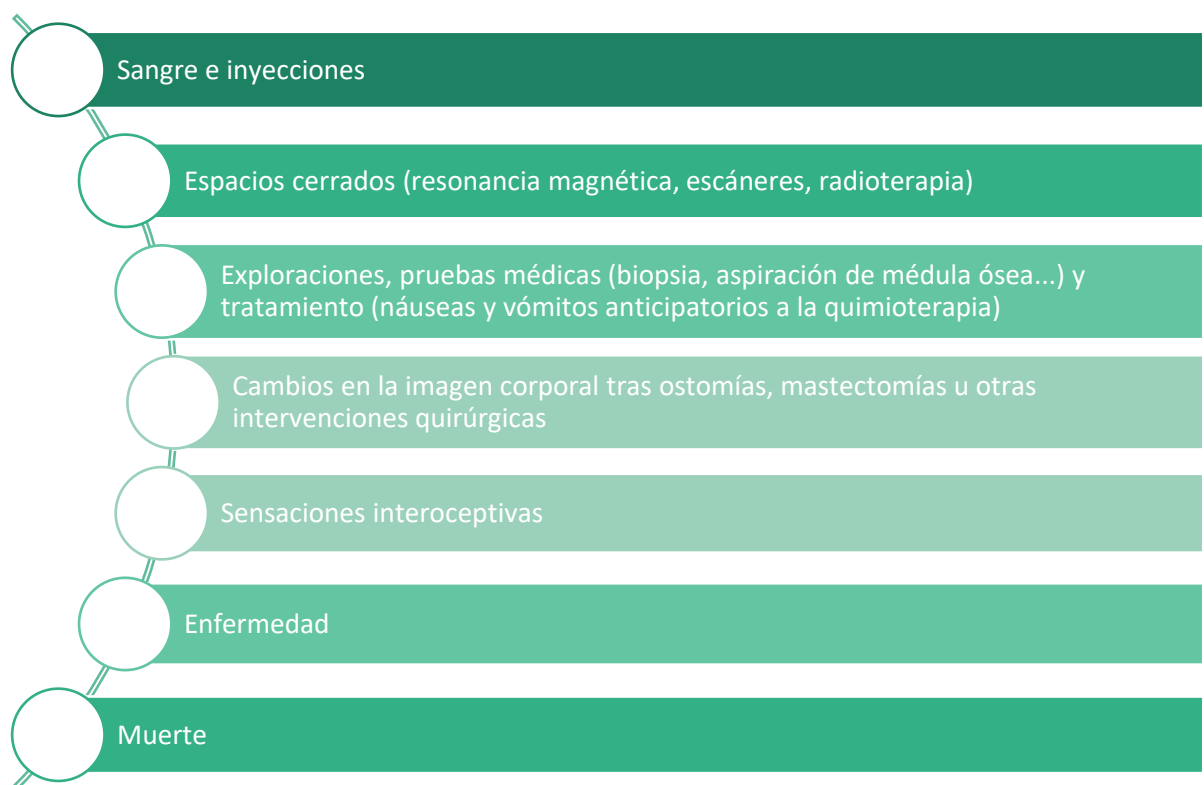 Sangre e inyecciones
Espacios cerrados (resonancia magnética, escáneres, radioterapia)
Exploraciones, pruebas médicas (biopsia, aspiración de médula ósea...) y
tratamiento (náuseas y vómitos anticipatorios a la quimioterapia)
Cambios en la imagen corporal tras ostomías, mastectomías u otras
intervenciones quirúrgicas
Sensaciones interoceptivas
Enfermedad
Muerte